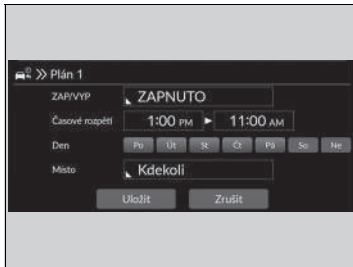 Plán 1
ZAP/VYP ZAPNUTO
Časové rozpětí 1:00 PM ► 11:00 AM
Den Po Út St Čt Pá So Ne
Místo Kdekoli
Uložit Zrušit